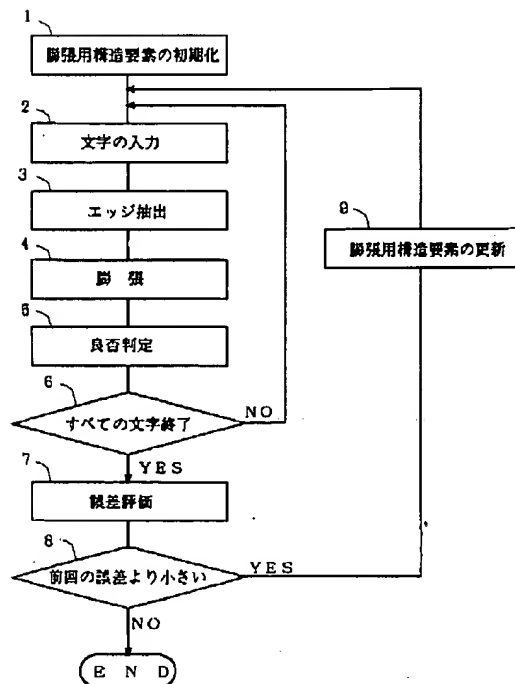 1
膨張用構造要素の初期化
2
文字の入力
3
エッジ抽出
4
膨 張
5
良否判定
6
すべての文字終了
NO
YES
7
誤差評価
8
前回の誤差より小さい
YES
NO
9
膨張用構造要素の更新
E N D